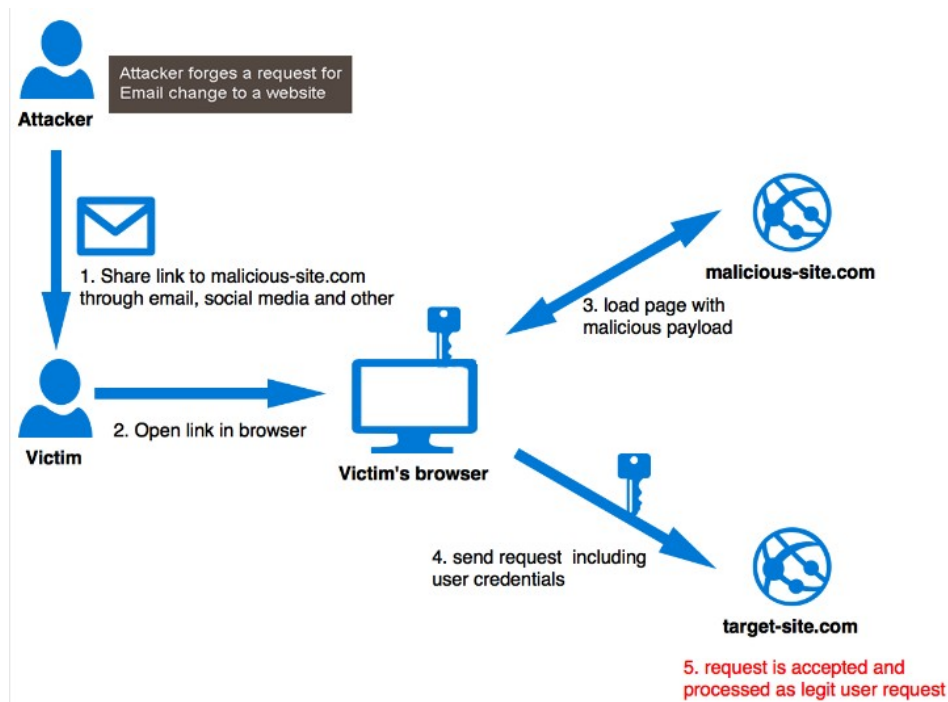 Attacker forges a request for
Email change to a website
Attacker
1. Share link to malicious-site.com
through email, social media and other
malicious-site.com
3. load page with
malicious payload
2. Open link in browser
Victim
Victim's browser
4. send request including
user credentials
target-site.com
5. request is accepted and
processed as legit user request